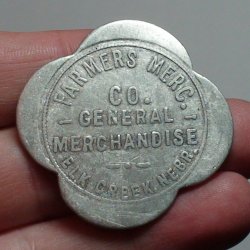 FARMERS MERC.
CO.
GENERAL
MERCHANDISE
ELK CREEK, NEBR.